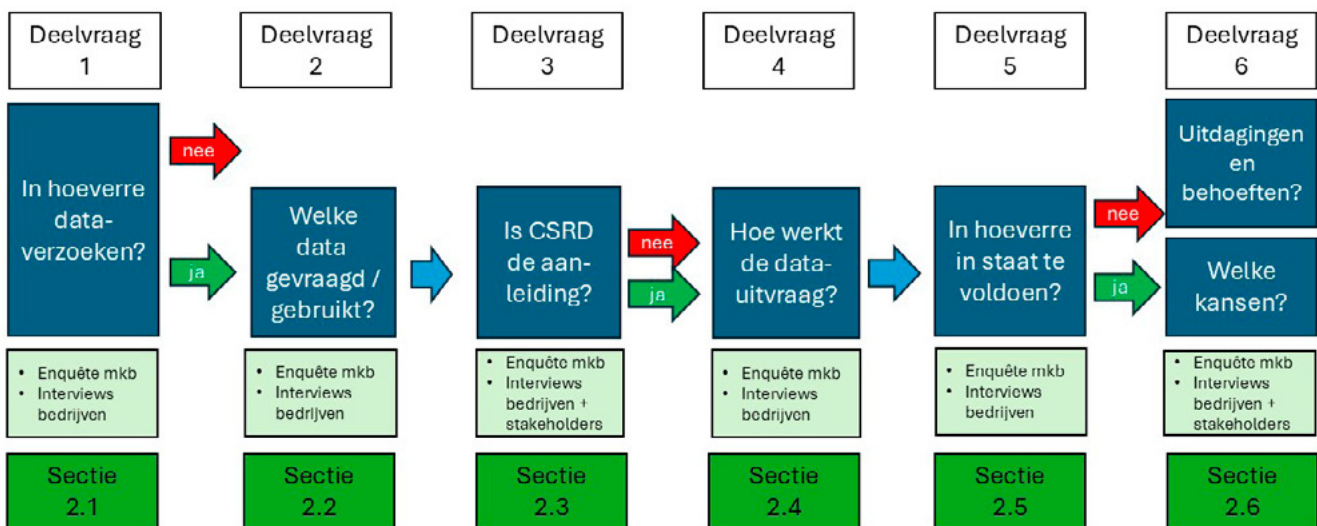 Deelvraag
1
Deelvraag
2
Deelvraag
3
Deelvraag
4
Deelvraag
5
Deelvraag
6
In hoeverre
data-
verzoeken?
nee
ja
Welke
data
gevraagd /
gebruikt?
Is CSRD
de aan-
leiding?
nee
ja
Hoe werkt
de data-
uitvraag?
In hoeverre
in staat te
voldoen?
nee
ja
Uitdagingen
en
behoeften?
Welke
kansen?
• Enquête mkb
• Interviews
bedrijven
• Enquête mkb
• Interviews
bedrijven
• Enquête mkb
• Interviews
bedrijven +
stakeholders
• Enquête mkb
• Interviews
bedrijven
• Enquête mkb
• Interviews
bedrijven
• Enquête mkb
• Interviews
bedrijven +
stakeholders
Sectie
2.1
Sectie
2.2
Sectie
2.3
Sectie
2.4
Sectie
2.5
Sectie
2.6